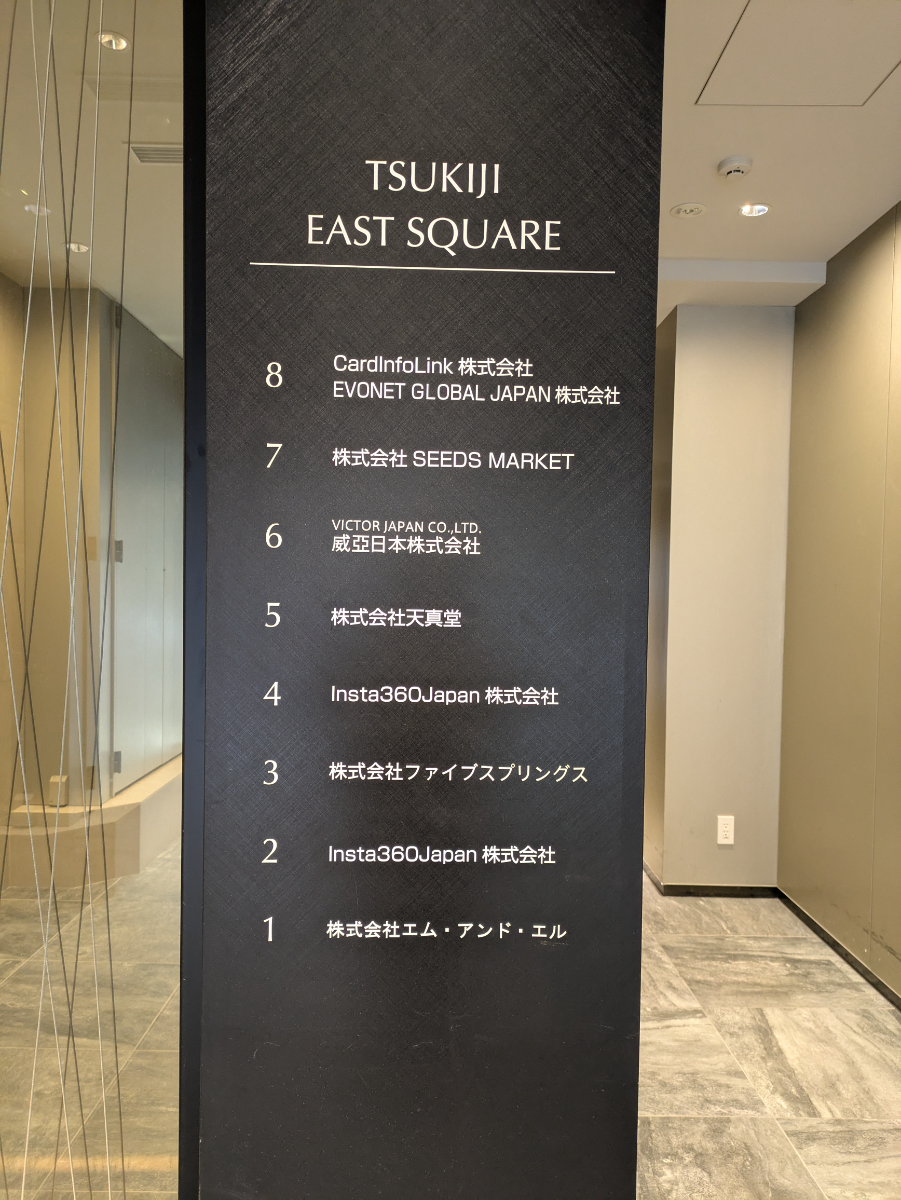 TSUKIJI
EAST SQUARE
8 CardInfoLink 株式会社
EVONET GLOBAL JAPAN 株式会社
7 株式会社 SEEDS MARKET
6 VICTOR JAPAN CO.,LTD.
威亞日本株式会社
5 株式会社天真堂
4 Insta360Japan 株式会社
3 株式会社ファイブスプリングス
2 Insta360Japan 株式会社
1 株式会社エム・アンド・エル